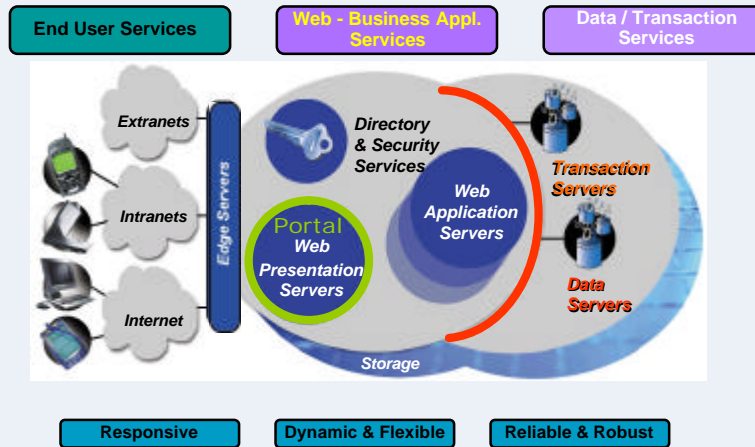 End User Services
Web - Business Appl.
Services
Data / Transaction
Services
Extranets
Intranets
Internet
Edge Servers
Directory
& Security
Services
Portal
Web
Presentation
Servers
Web
Application
Servers
Transaction
Servers
Data
Servers
Storage
Responsive
Dynamic & Flexible
Reliable & Robust